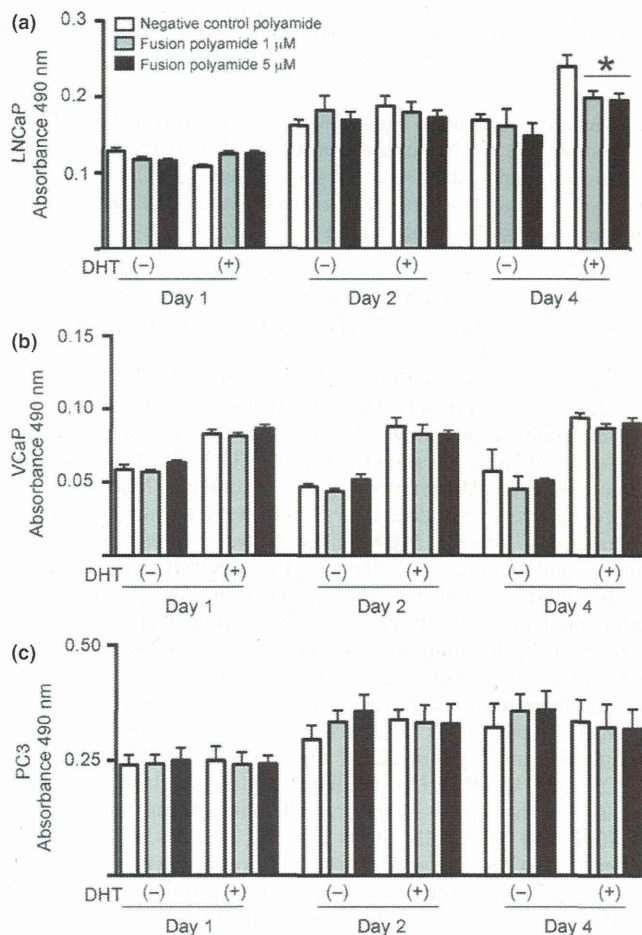 (a)
0.3
0.2
0.1
LNCaP
Absorbance 490 nm
Negative control polyamide
Fusion polyamide 1 μM
Fusion polyamide 5 μM
*
DHT (–) (+) (–) (+) (–) (+)
Day 1 Day 2 Day 4
(b)
0.15
0.10
0.05
VCaP
Absorbance 490 nm
DHT (–) (+) (–) (+) (–) (+)
Day 1 Day 2 Day 4
(c)
0.50
0.25
PC3
Absorbance 490 nm
DHT (–) (+) (–) (+) (–) (+)
Day 1 Day 2 Day 4